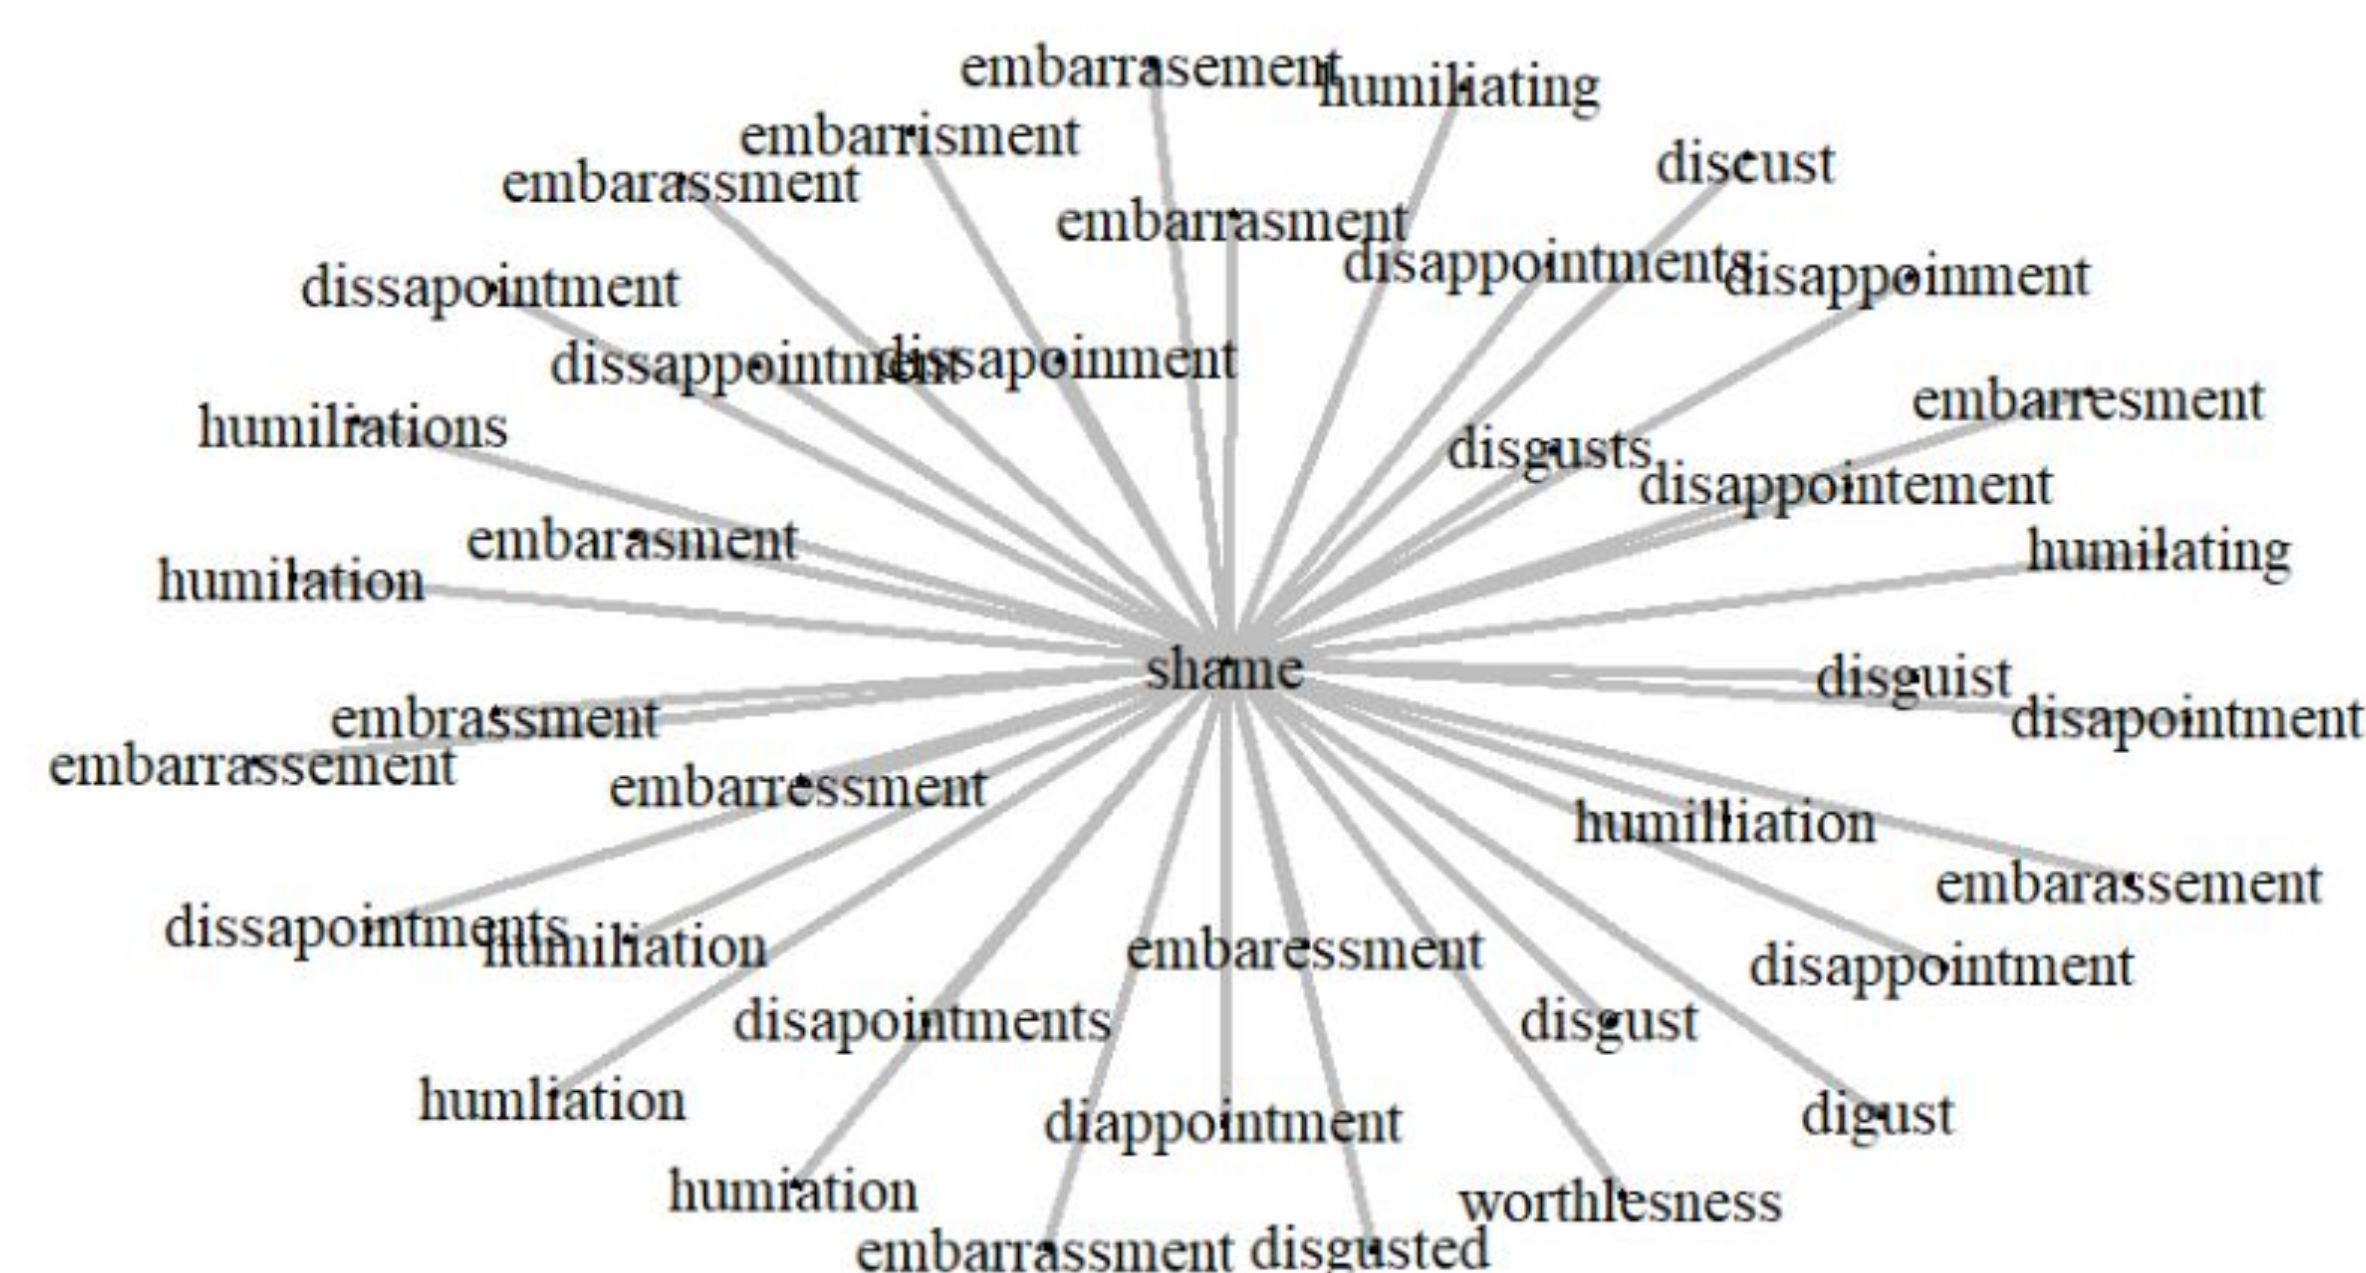 embarrasement
humiliating
embarrisment
discust
embarassment
embarrasment
disappointments
disappoinment
dissapointment
dissappointment
dissapoinment
embarresment
humiliations
disgusts
disappointement
embarasment
humilating
humilation
shame
disguist
embrassment
disapointment
embarrassement
embarressment
humilliation
embarassement
dissapointments
humiliation
embaressment
disappointment
disapointments
disgust
humliation
diappointment
digust
humiation
worthlesness
embarrassment
disgusted